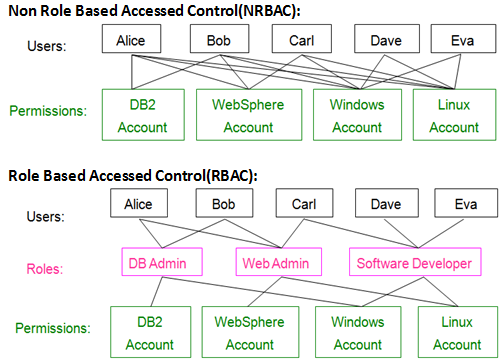 Non Role Based Accessed Control(NRBAC):
Users: Alice Bob Carl Dave Eva
Permissions: DB2 Account WebSphere Account Windows Account Linux Account
Role Based Accessed Control(RBAC):
Users: Alice Bob Carl Dave Eva
Roles: DB Admin Web Admin Software Developer
Permissions: DB2 Account WebSphere Account Windows Account Linux Account